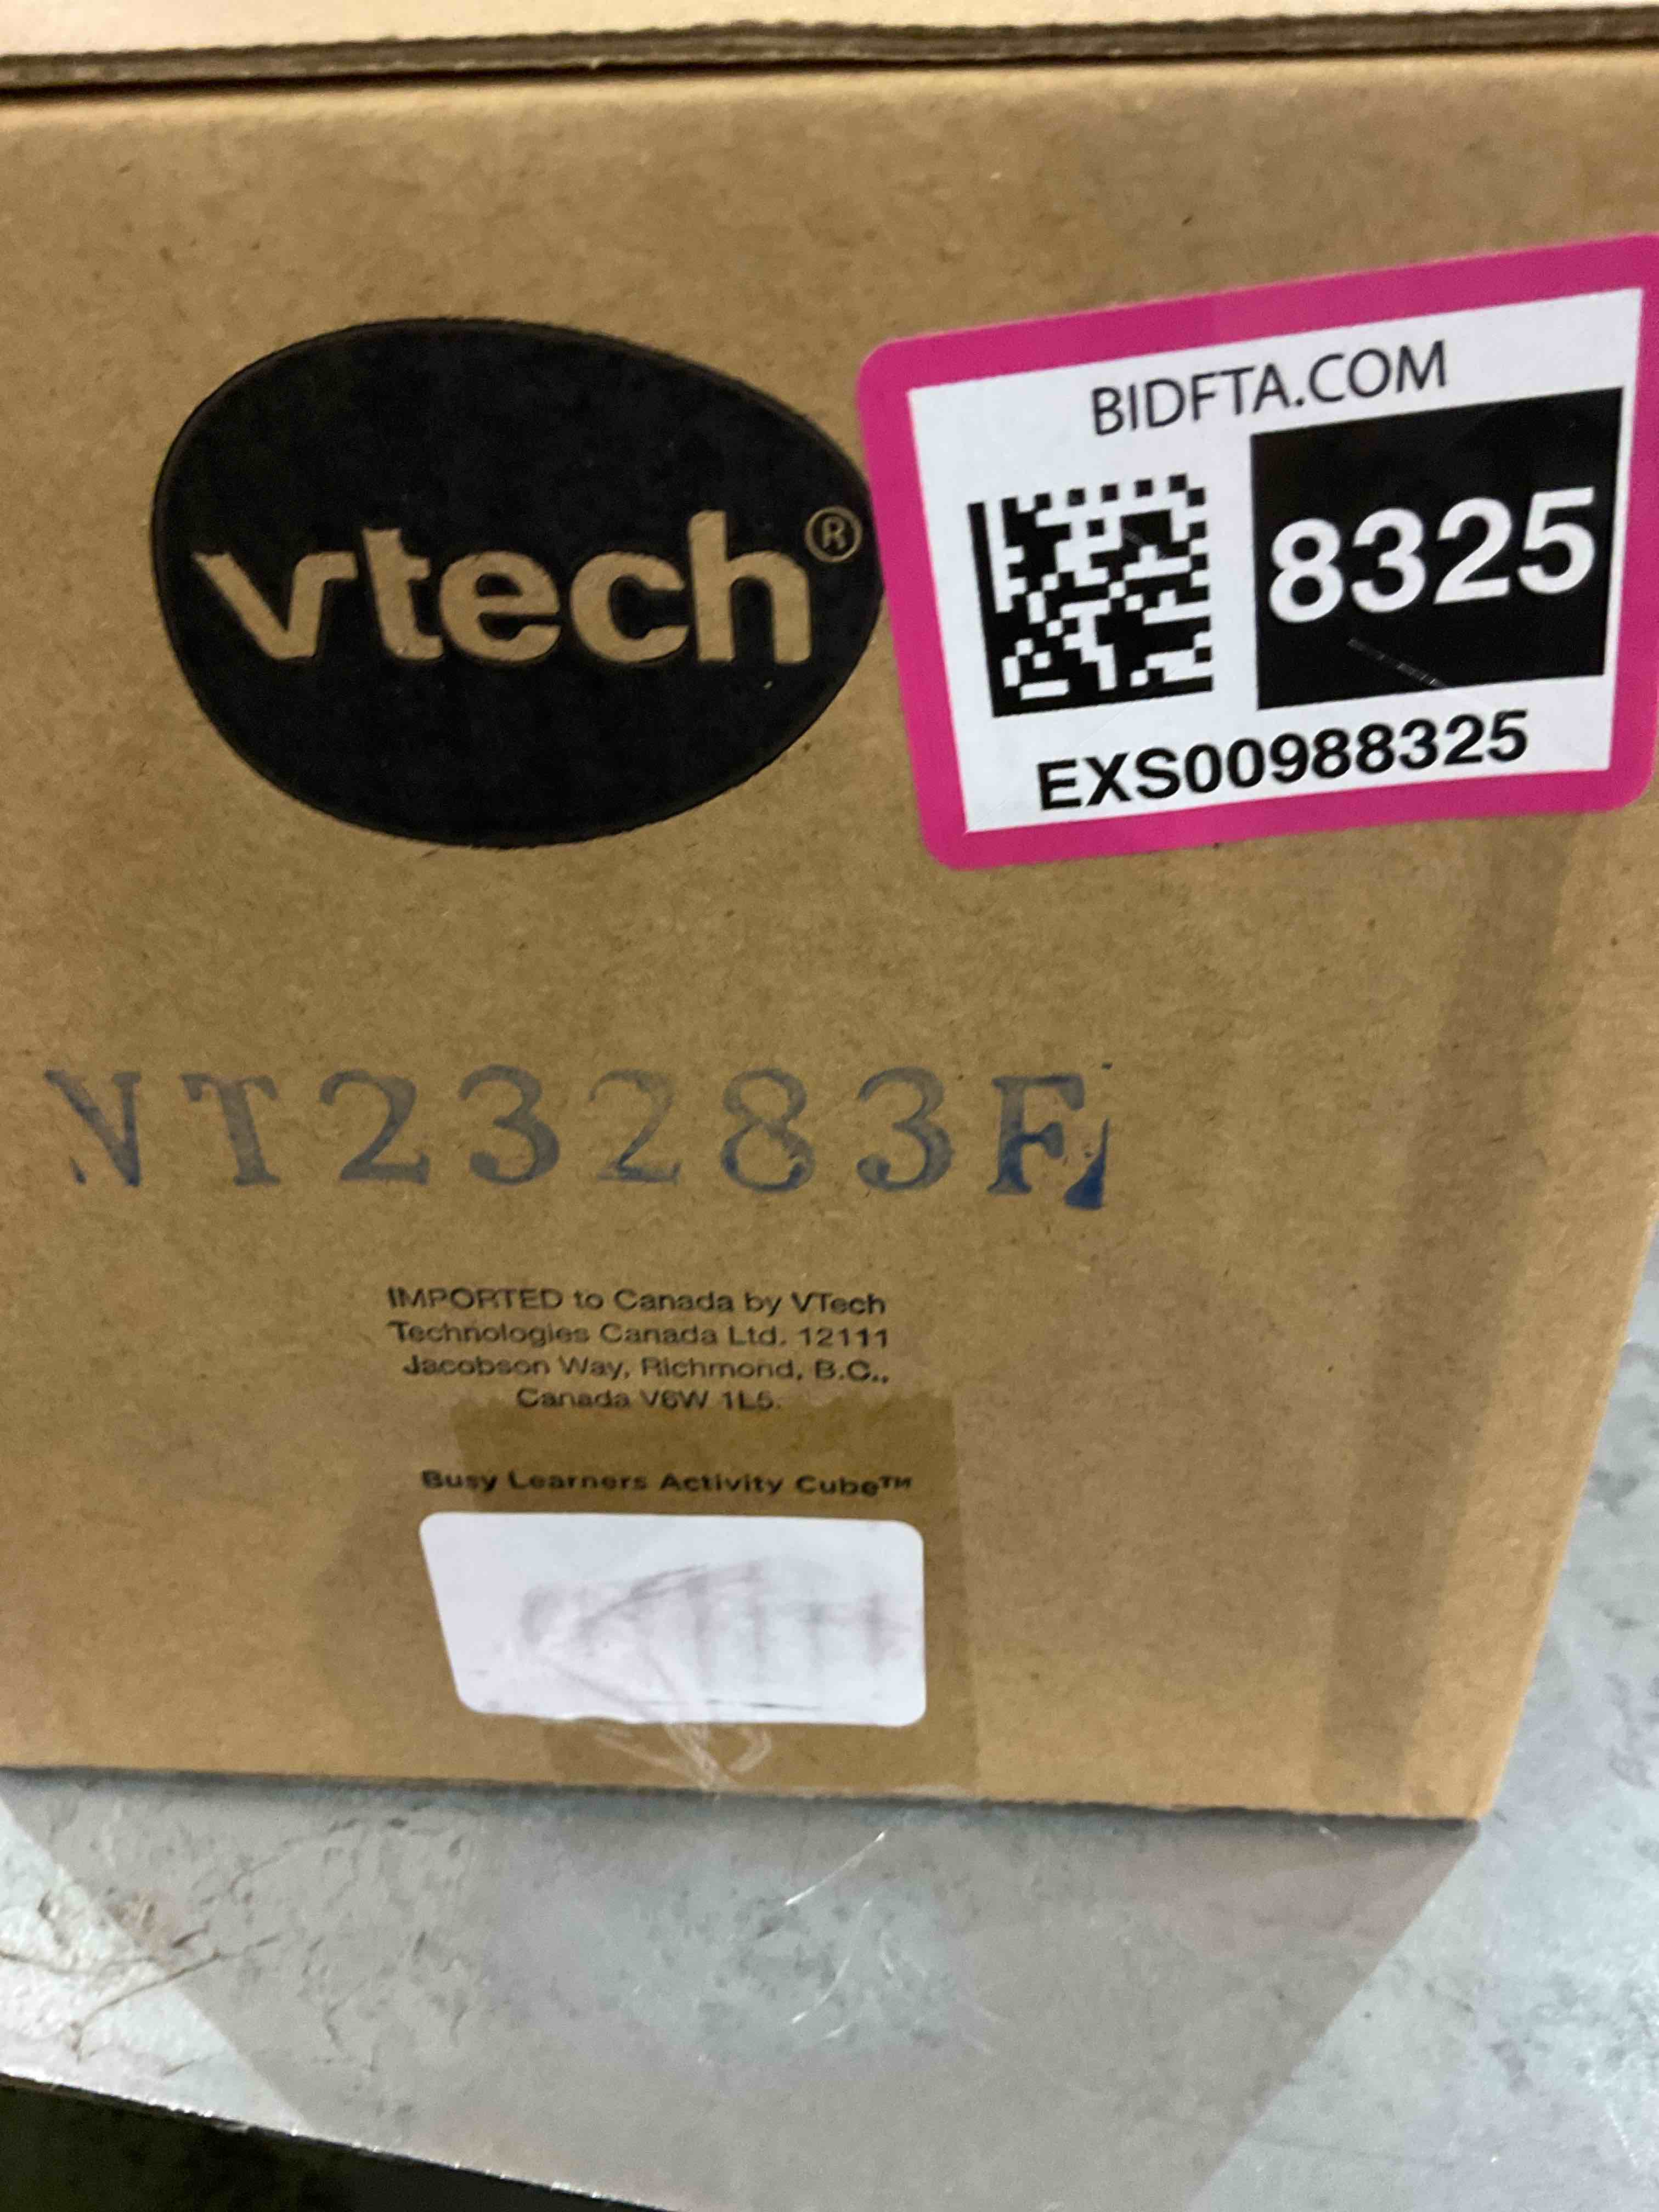 vtech®
BIDFTA.COM
8325
EXS00988325
NT23283F
IMPORTED to Canada by VTech
Technologies Canada Ltd. 12111
Jacobson Way, Richmond, B.C.,
Canada V6W 1L5.
Busy Learners Activity Cube™